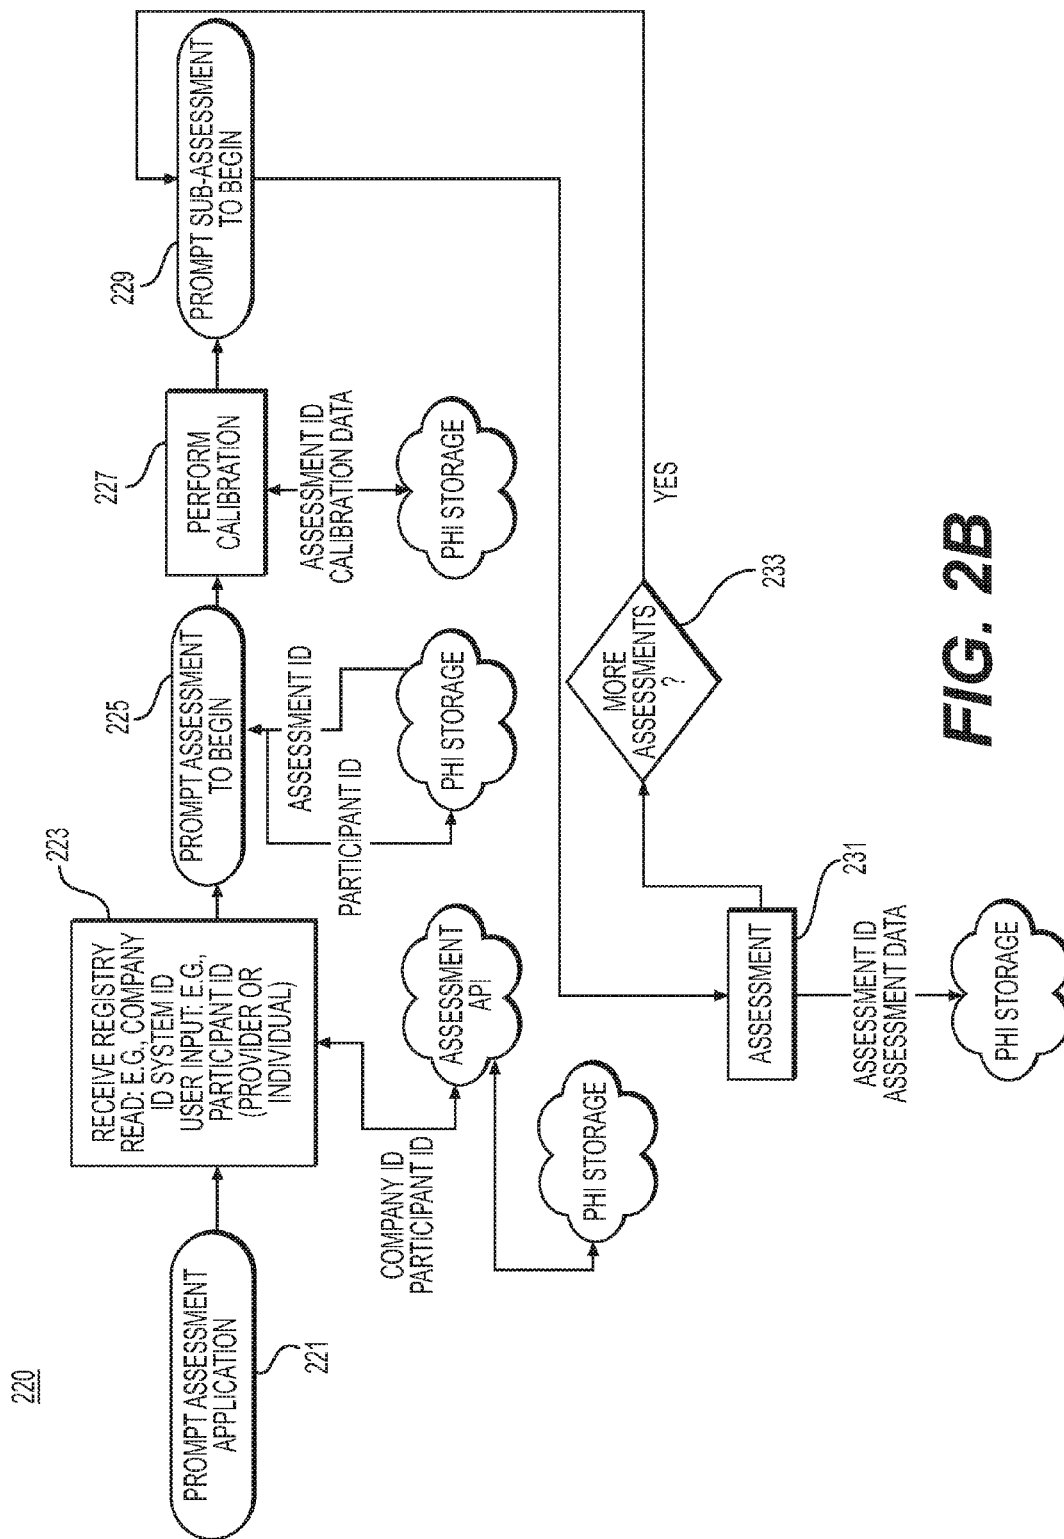 220
PROMPT ASSESSMENT
APPLICATION
221
RECEIVE REGISTRY
READ: E.G., COMPANY
ID SYSTEM ID
USER INPUT: E.G.,
PARTICIPANT ID
(PROVIDER OR
INDIVIDUAL)
223
COMPANY ID
PARTICIPANT ID
ASSESSMENT
API
PHI STORAGE
PROMPT ASSESSMENT
TO BEGIN
225
PARTICIPANT ID
ASSESSMENT ID
PHI STORAGE
PERFORM
CALIBRATION
227
ASSESSMENT ID
CALIBRATION DATA
PHI STORAGE
PROMPT SUB-ASSESSMENT
TO BEGIN
229
ASSESSMENT
231
ASSESSMENT ID
ASSESSMENT DATA
PHI STORAGE
MORE
ASSESSMENTS
?
233
YES
FIG. 2B